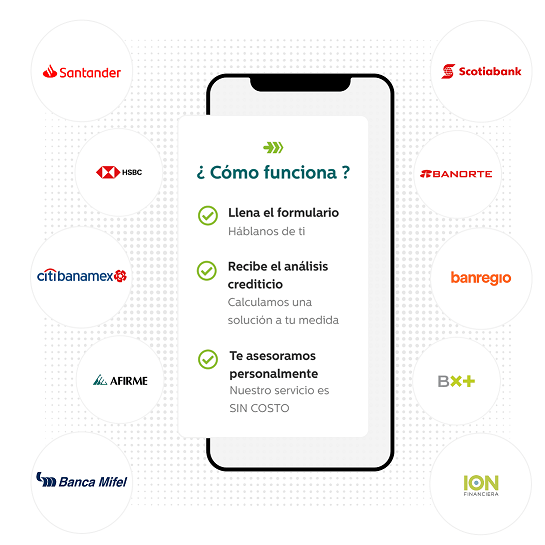 Santander
Scotiabank
HSBC
BANORTE
citibanamex
banregio
AFIRME
BX+
Banca Mifel
ION
FINANCIERA
¿ Cómo funciona ?
Llena el formulario
Háblanos de ti
Recibe el análisis
crediticio
Calculamos una
solución a tu medida
Te asesoramos
personalmente
Nuestro servicio es
SIN COSTO